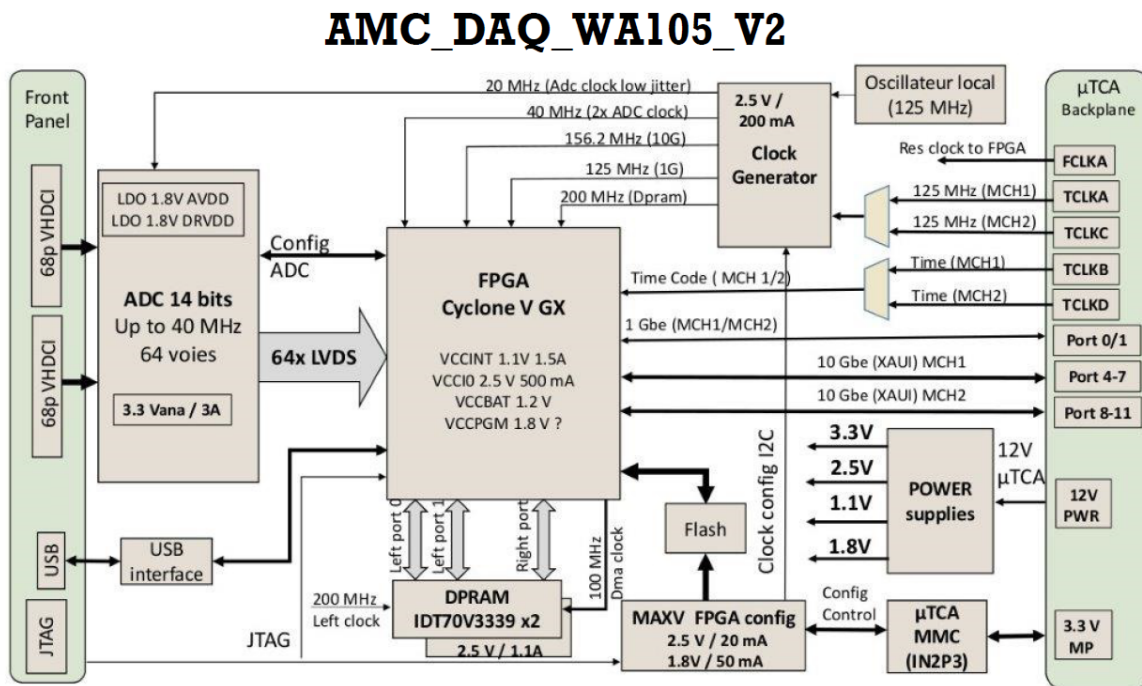 AMC_DAQ_WA105_V2
Front
Panel
68p VHDCI
68p VHDCI
USB
JTAG
LDO 1.8V AVDD
LDO 1.8V DRVDD
ADC 14 bits
Up to 40 MHz
64 voies
3.3 Vana / 3A
20 MHz (Adc clock low jitter)
40 MHz (2x ADC clock)
156.2 MHz (10G)
125 MHz (1G)
200 MHz (Dpram)
Config
ADC
64x LVDS
FPGA
Cyclone V GX
VCCINT 1.1V 1.5A
VCCI0 2.5 V 500 mA
VCCBAT 1.2 V
VCCPGM 1.8 V ?
2.5 V /
200 mA
Clock
Generator
Oscillateur local
(125 MHz)
Res clock to FPGA
125 MHz (MCH1)
125 MHz (MCH2)
Time (MCH1)
Time (MCH2)
Time Code ( MCH 1/2)
1 Gbe (MCH1/MCH2)
10 Gbe (XAUI) MCH1
10 Gbe (XAUI) MCH2
µTCA
Backplane
FCLKA
TCLKA
TCLKC
TCLKB
TCLKD
Port 0/1
Port 4-7
Port 8-11
12V
PWR
3.3 V
MP
3.3V
2.5V
1.1V
1.8V
POWER
supplies
12V
µTCA
Clock config I2C
Flash
Left port 0
Left port 1
Right port
100 MHz
Dma clock
USB
interface
200 MHz
Left clock
DPRAM
IDT70V3339 x2
2.5 V / 1.1A
JTAG
MAXV FPGA config
2.5 V / 20 mA
1.8V / 50 mA
Config
Control
µTCA
MMC
(IN2P3)